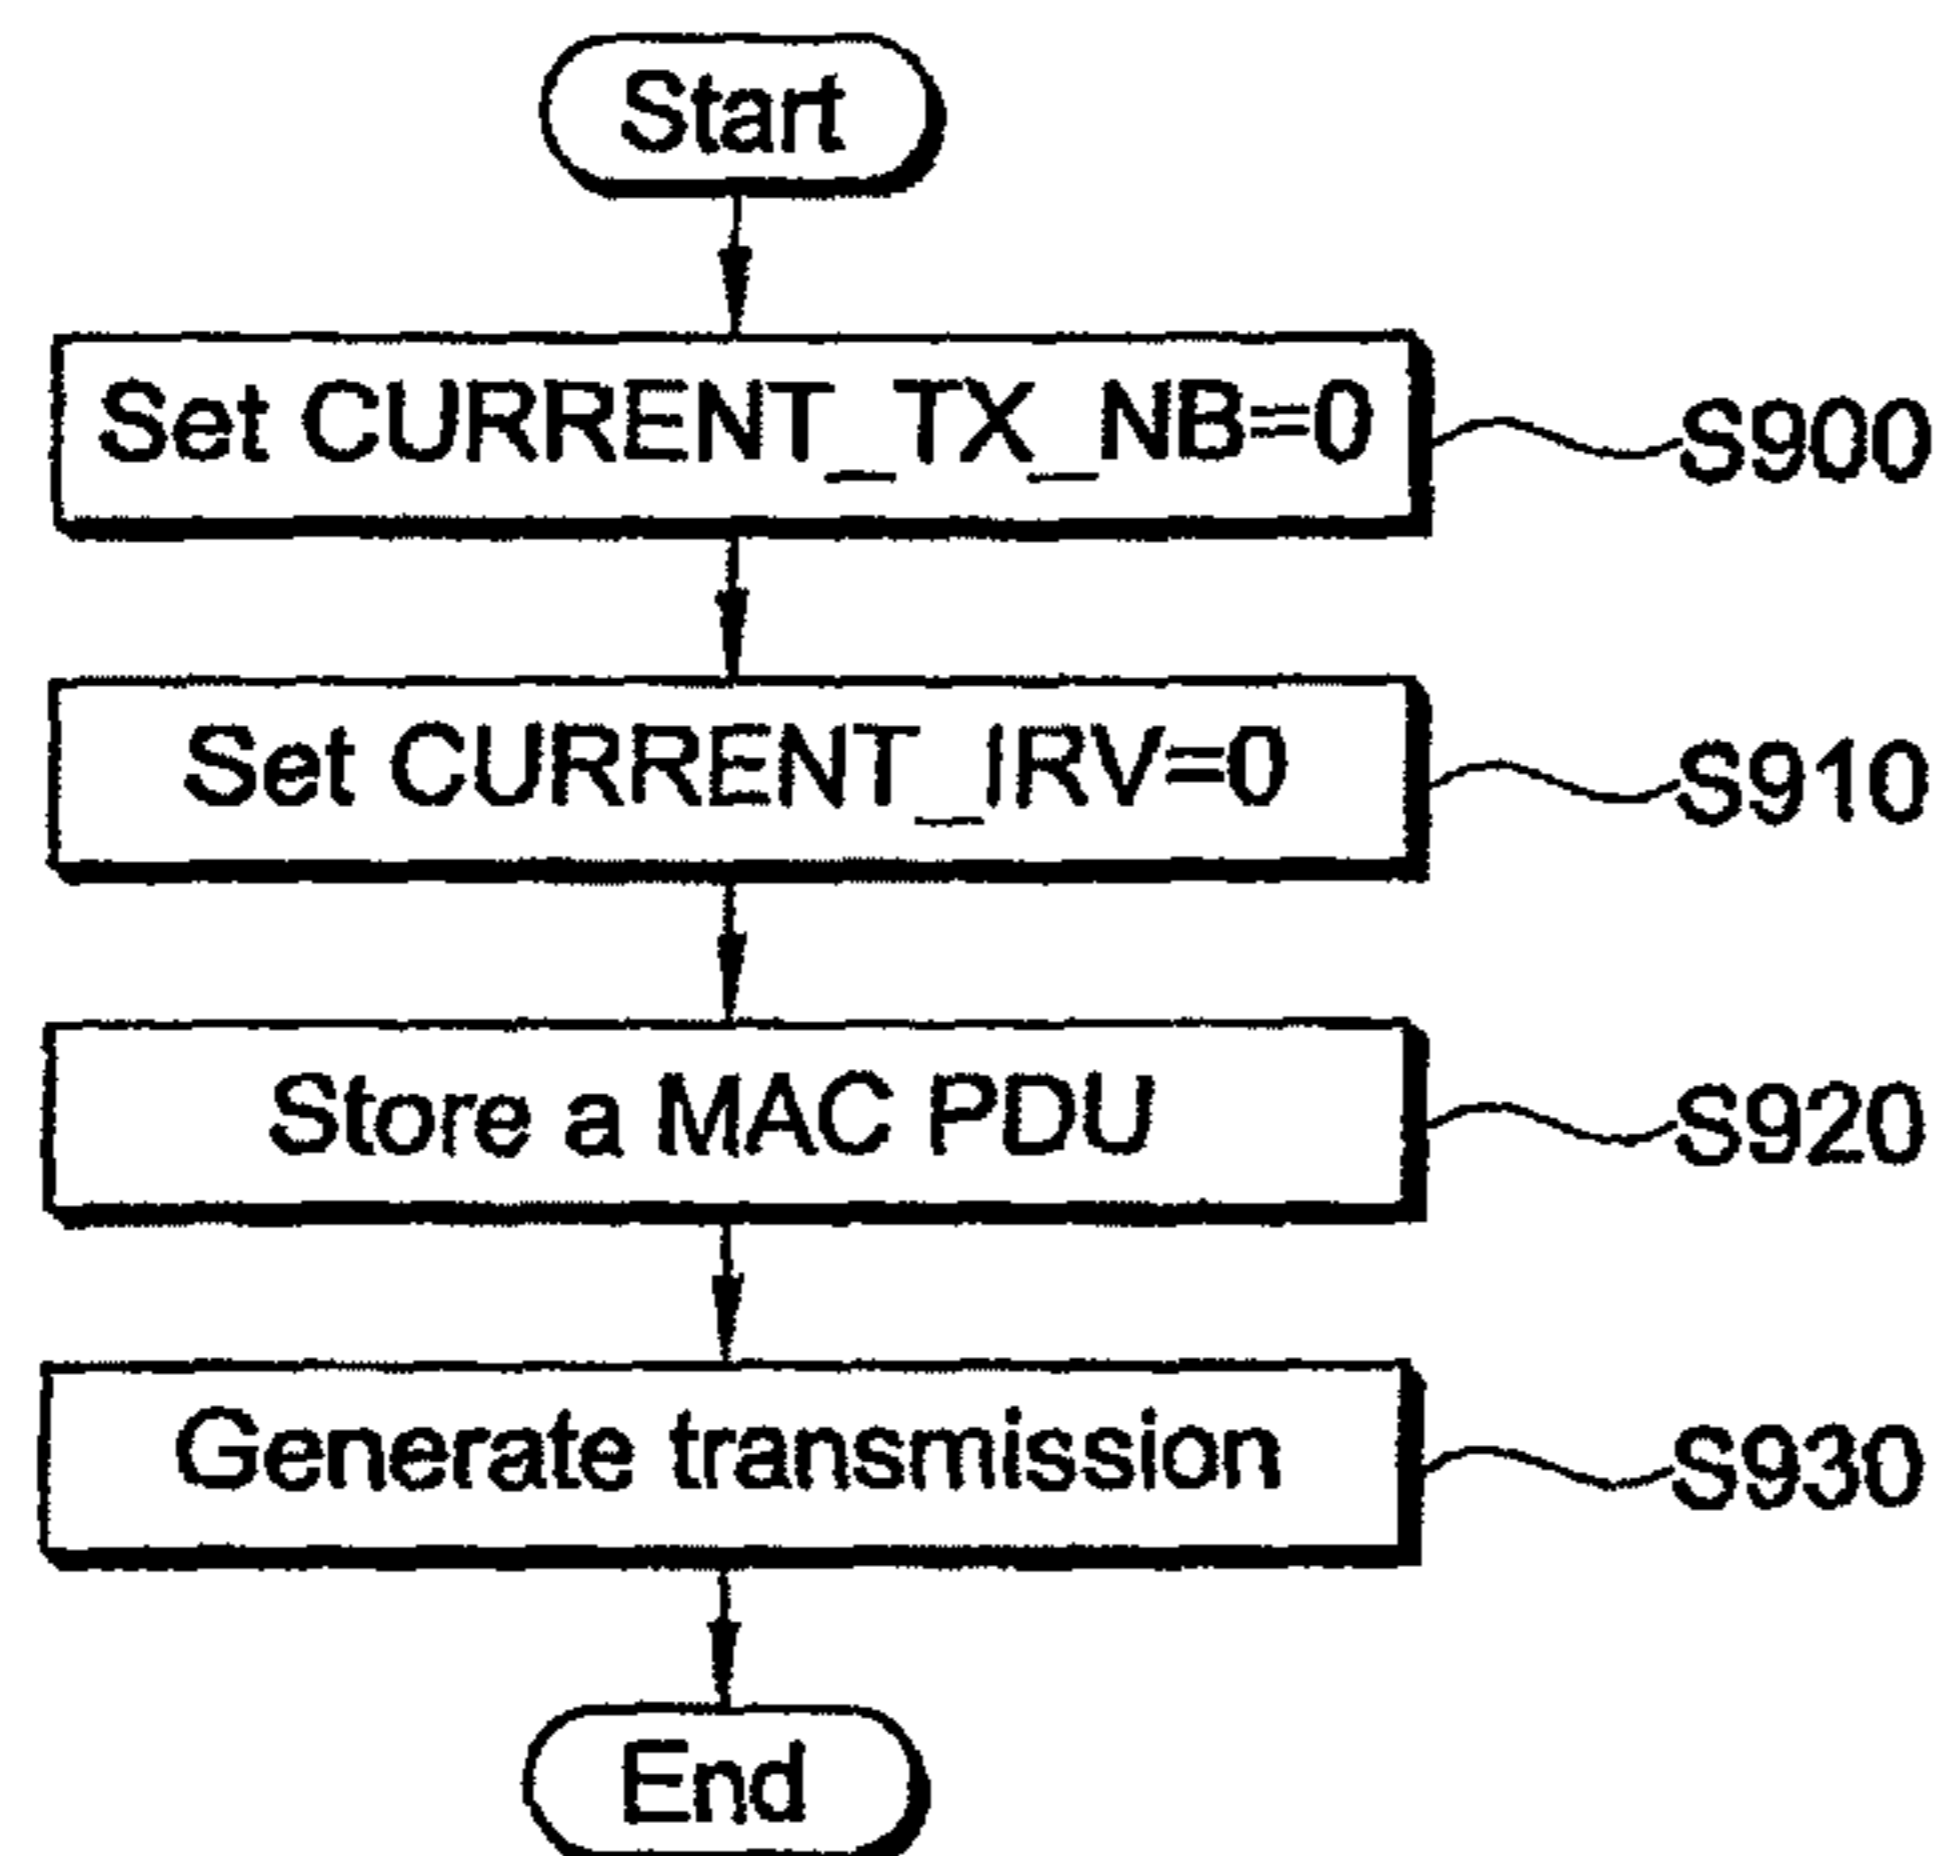 Start
Set CURRENT_TX_NB=0
S900
Set CURRENT_IRV=0
S910
Store a MAC PDU
S920
Generate transmission
S930
End